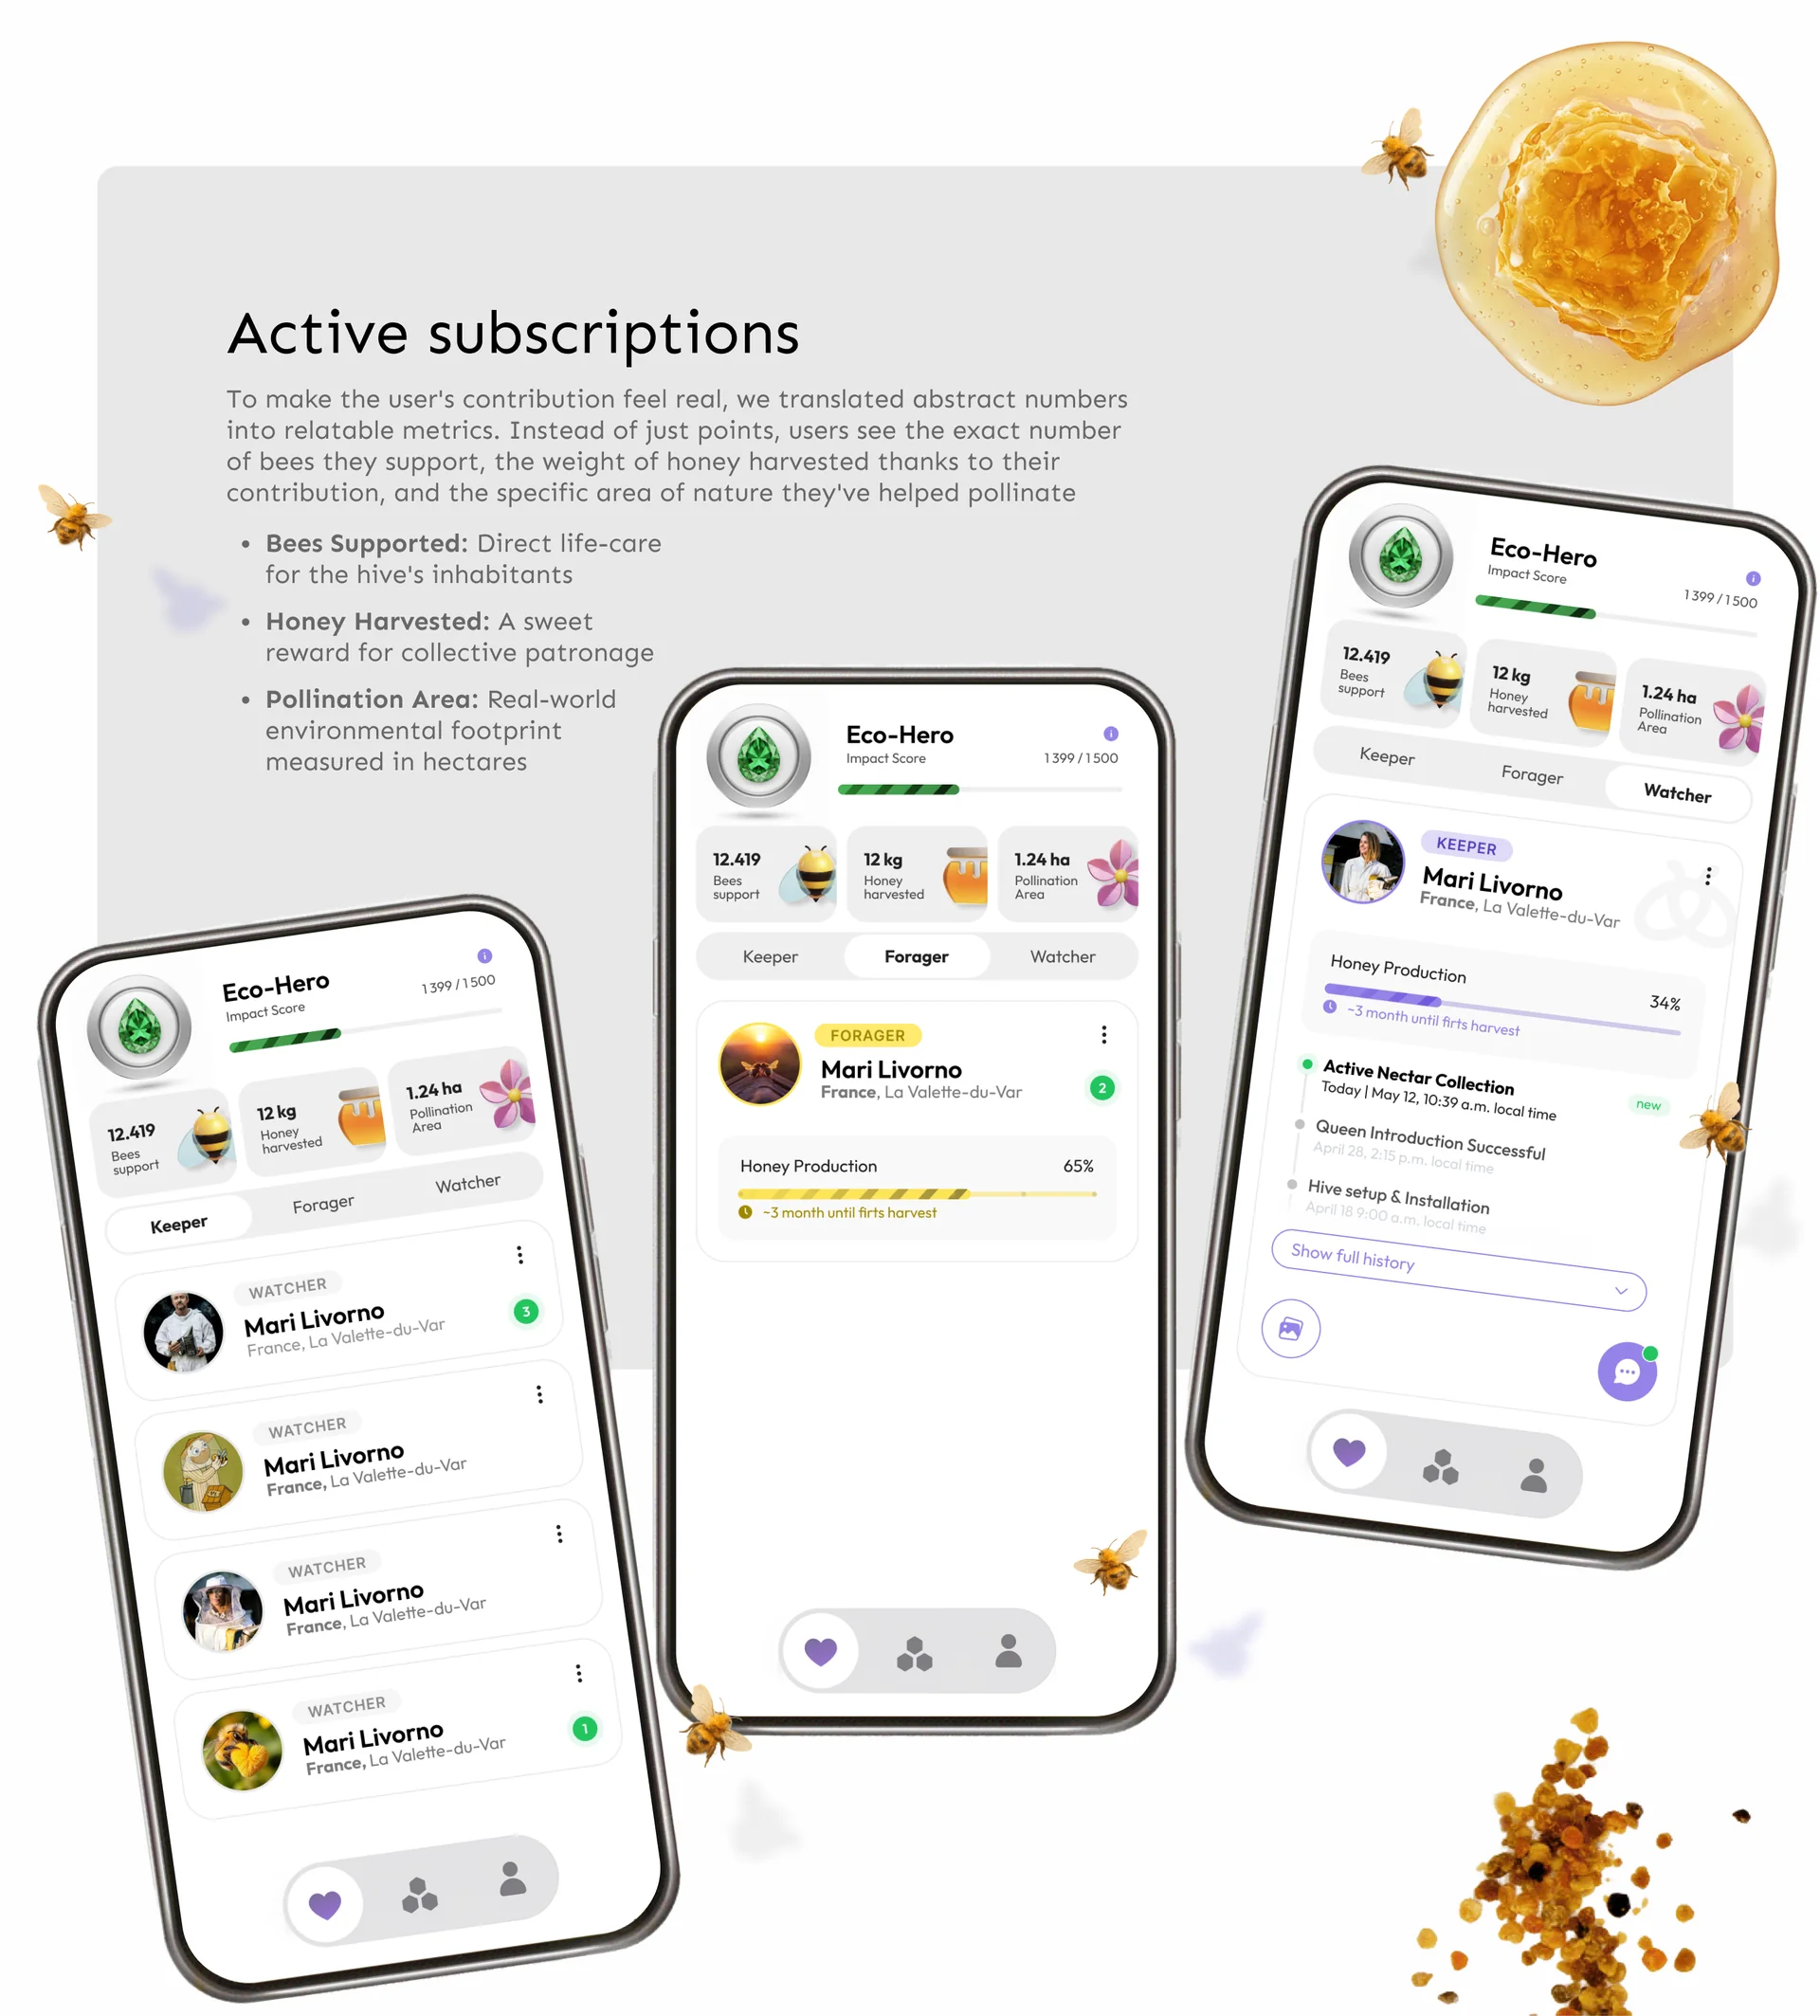 Active subscriptions
To make the user's contribution feel real, we translated abstract numbers
into relatable metrics. Instead of just points, users see the exact number
of bees they support, the weight of honey harvested thanks to their
contribution, and the specific area of nature they've helped pollinate
• Bees Supported: Direct life-care
for the hive's inhabitants
• Honey Harvested: A sweet
reward for collective patronage
• Pollination Area: Real-world
environmental footprint
measured in hectares
Eco-Hero
Impact Score
1399 / 1500
12.419
Bees
support
12 kg
Honey
harvested
1.24 ha
Pollination
Area
Keeper
Forager
Watcher
WATCHER
Mari Livorno
France, La Valette-du-Var
3
WATCHER
Mari Livorno
France, La Valette-du-Var
WATCHER
Mari Livorno
France, La Valette-du-Var
WATCHER
Mari Livorno
France, La Valette-du-Var
1
Eco-Hero
Impact Score
1399 / 1500
12.419
Bees
support
12 kg
Honey
harvested
1.24 ha
Pollination
Area
Keeper
Forager
Watcher
FORAGER
Mari Livorno
France, La Valette-du-Var
2
Honey Production
65%
~3 month until firts harvest
Eco-Hero
Impact Score
1399 / 1500
12.419
Bees
support
12 kg
Honey
harvested
1.24 ha
Pollination
Area
Keeper
Forager
Watcher
KEEPER
Mari Livorno
France, La Valette-du-Var
Honey Production
34%
~3 month until firts harvest
Active Nectar Collection
Today | May 12, 10:39 a.m. local time
new
Queen Introduction Successful
April 28, 2:15 p.m. local time
Hive setup & Installation
April 18 9:00 a.m. local time
Show full history